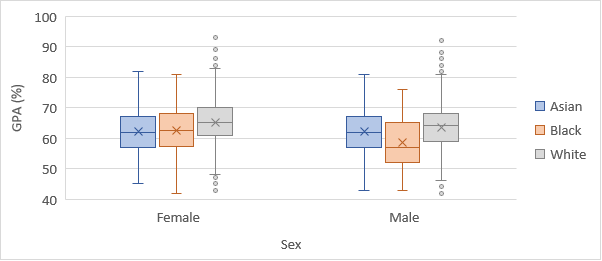 100
90
80
70
60
50
40
GPA (%)
Female
Male
Sex
Asian
Black
White